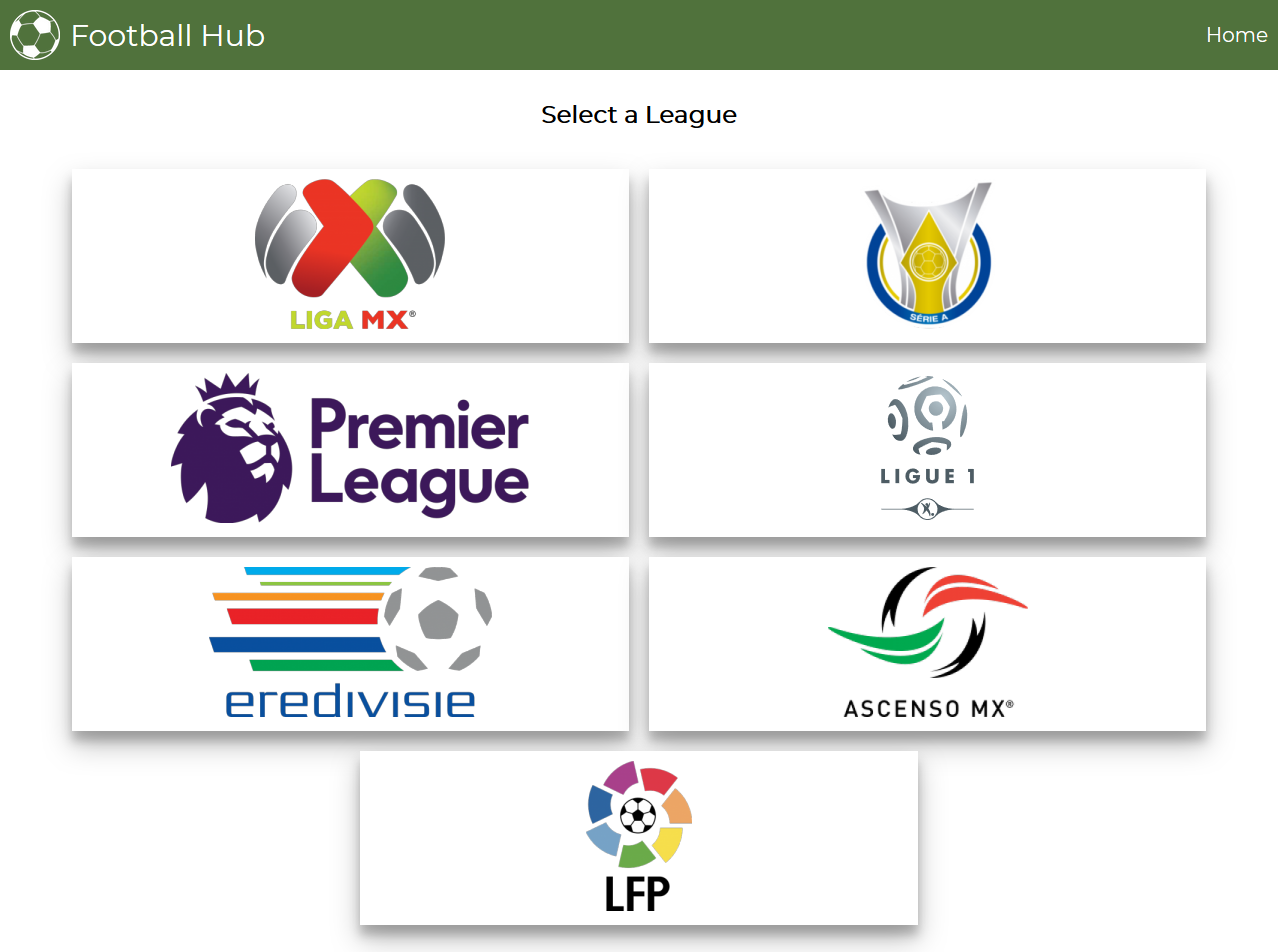 Football Hub
Home
Select a League
LIGA MX®
SÉRIE A
Premier
League
LIGUE 1
eredivisie
ASCENSO MX®
LFP